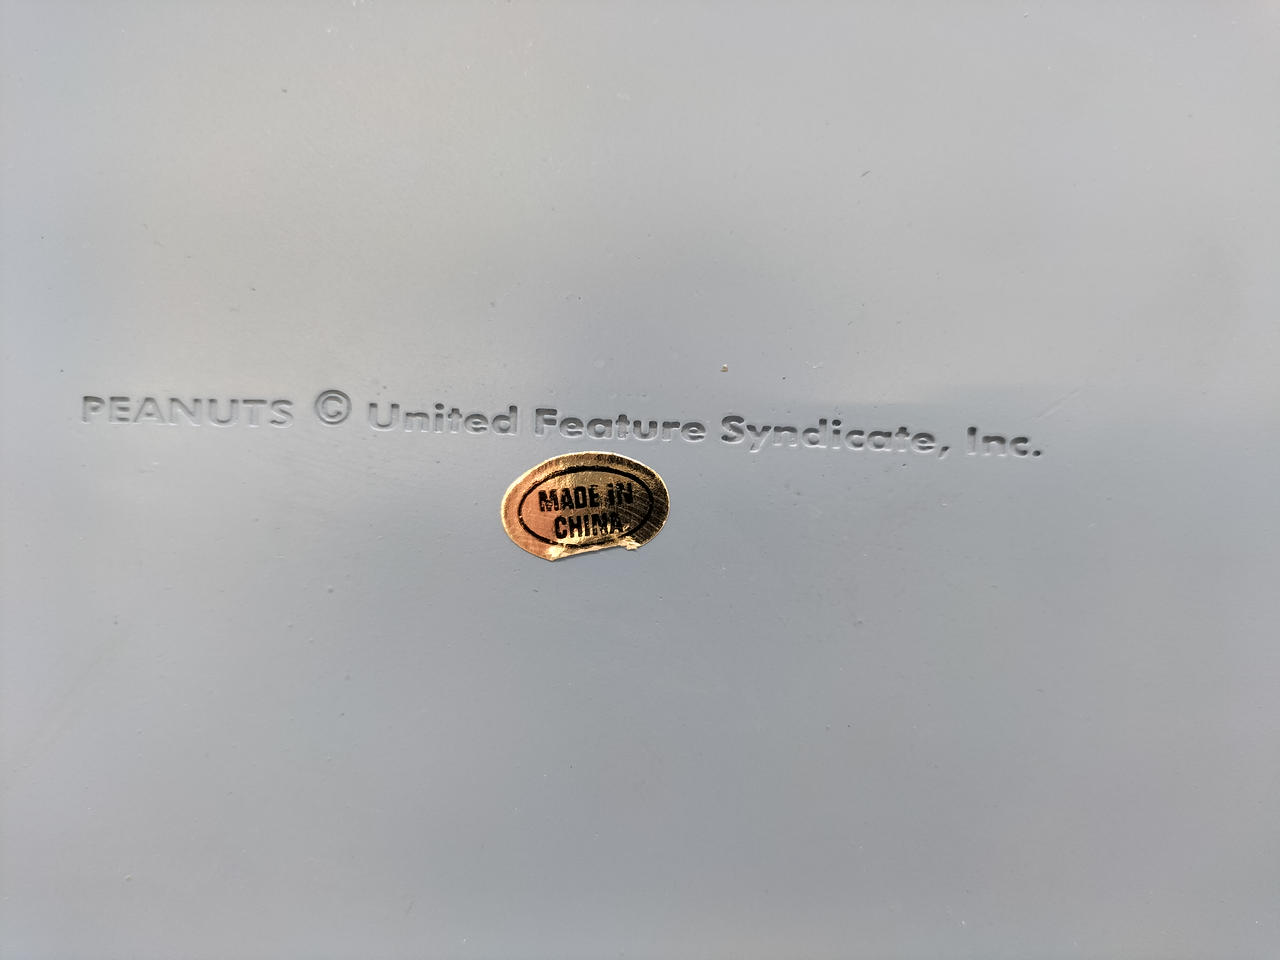 PEANUTS © United Feature Syndicate, Inc.
MADE IN
CHINA